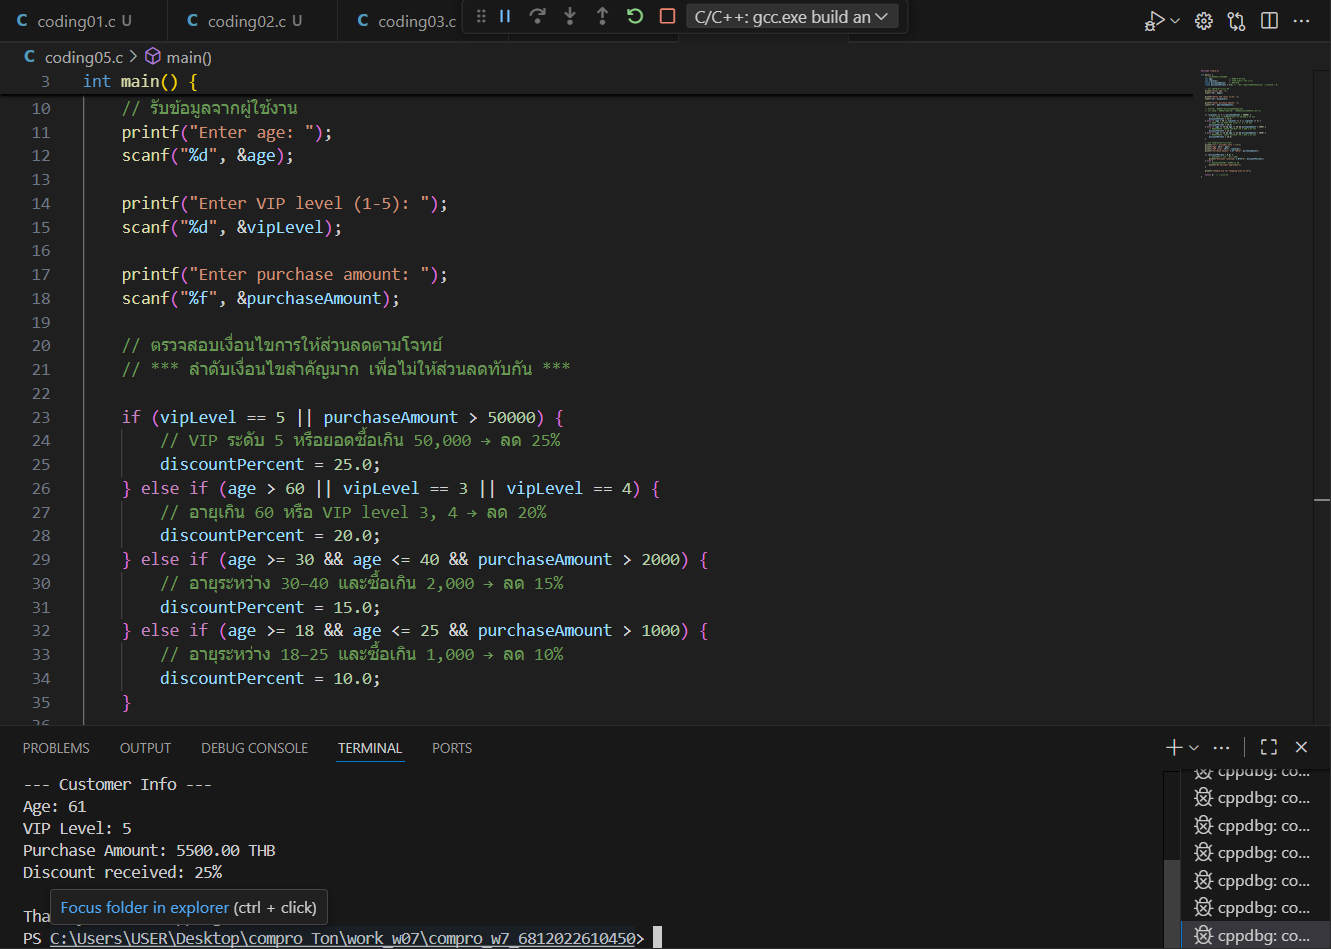 coding01.c U
coding02.c U
coding03.c
C/C++: gcc.exe build an
coding05.c > main()
3 int main() {
10 // รับข้อมูลจากผู้ใช้งาน
11 printf("Enter age: ");
12 scanf("%d", &age);
13
14 printf("Enter VIP level (1-5): ");
15 scanf("%d", &vipLevel);
16
17 printf("Enter purchase amount: ");
18 scanf("%f", &purchaseAmount);
19
20 // ตรวจสอบเงื่อนไขการให้ส่วนลดตามโจทย์
21 // *** ลำดับเงื่อนไขสำคัญมาก เพื่อไม่ให้ส่วนลดทับกัน ***
22
23 if (vipLevel == 5 || purchaseAmount > 50000) {
24 // VIP ระดับ 5 หรือยอดซื้อเกิน 50,000 → ลด 25%
25 discountPercent = 25.0;
26 } else if (age > 60 || vipLevel == 3 || vipLevel == 4) {
27 // อายุเกิน 60 หรือ VIP level 3, 4 → ลด 20%
28 discountPercent = 20.0;
29 } else if (age >= 30 && age <= 40 && purchaseAmount > 2000) {
30 // อายุระหว่าง 30–40 และซื้อเกิน 2,000 → ลด 15%
31 discountPercent = 15.0;
32 } else if (age >= 18 && age <= 25 && purchaseAmount > 1000) {
33 // อายุระหว่าง 18–25 และซื้อเกิน 1,000 → ลด 10%
34 discountPercent = 10.0;
35 }
PROBLEMS OUTPUT DEBUG CONSOLE TERMINAL PORTS
--- Customer Info ---
Age: 61
VIP Level: 5
Purchase Amount: 5500.00 THB
Discount received: 25%
Tha
Focus folder in explorer (ctrl + click)
PS C:\Users\USER\Desktop\compro_Ton\work_w07\compro_w7_6812022610450>
cppdbg: co...
cppdbg: co...
cppdbg: co...
cppdbg: co...
cppdbg: co...
cppdbg: co...
cppdbg: co...